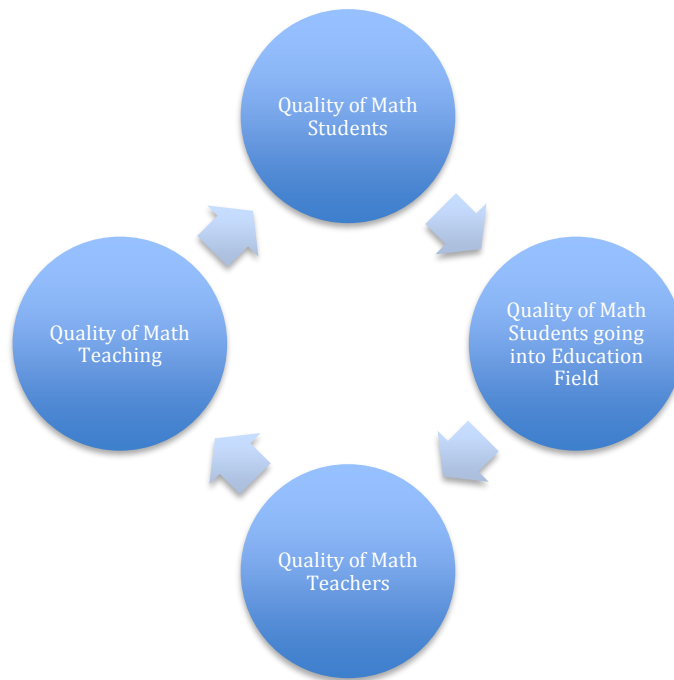 Quality of Math
Students
Quality of Math
Students going
into Education
Field
Quality of Math
Teachers
Quality of Math
Teaching